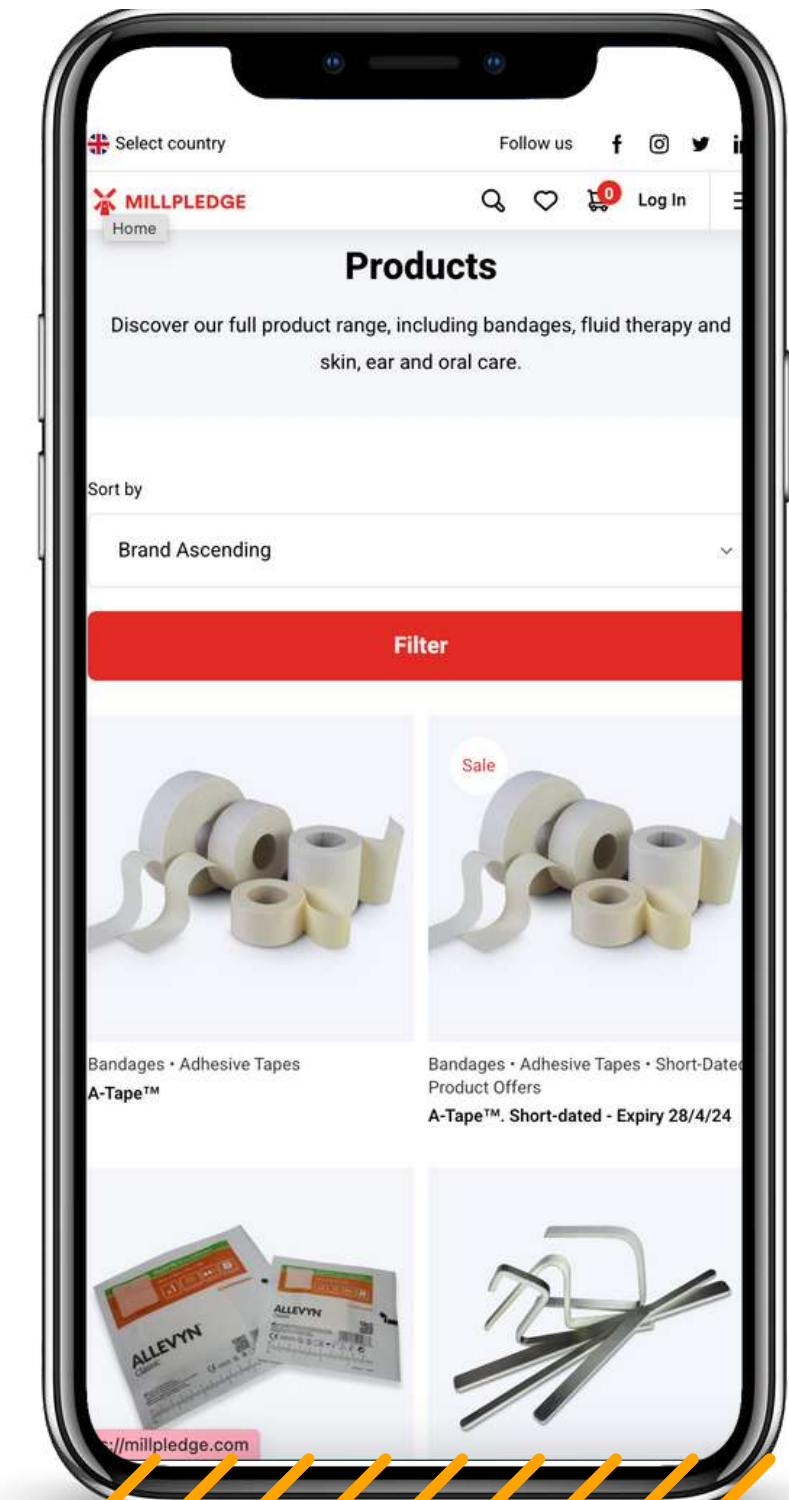 Select country
Follow us
MILLPLEDGE
0
Log In
Home
Products
Discover our full product range, including bandages, fluid therapy and
skin, ear and oral care.
Sort by
Brand Ascending
Filter
Sale
Bandages • Adhesive Tapes
A-Tape™
Bandages • Adhesive Tapes • Short-Dated
Product Offers
A-Tape™. Short-dated - Expiry 28/4/24
ALLEVYN
Classic
ALLEVYN
://millpledge.com